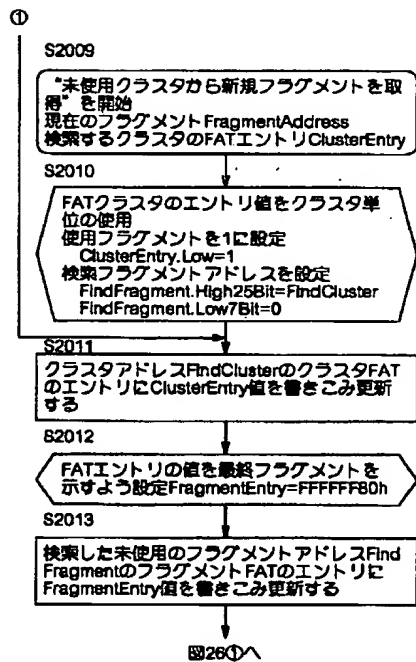 ①
S2009
"未使用クラスタから新規フラグメントを取
得"を開始
現在のフラグメントFragmentAddress
検索するクラスタのFATエントリClusterEntry
S2010
FATクラスタのエントリ値をクラスタ単
位の使用
使用フラグメントを1に設定
ClusterEntry.Low=1
検索フラグメントアドレスを設定
FindFragment.High25Bit=FindCluster
FindFragment.Low7Bit=0
S2011
クラスタアドレスFindClusterのクラスタFAT
のエントリにClusterEntry値を書きこみ更新
する
S2012
FATエントリの値を最終フラグメントを
示すよう設定FragmentEntry=FFFFFF80h
S2013
検索した未使用のフラグメントアドレスFind
FragmentのフラグメントFATのエントリに
FragmentEntry値を書きこみ更新する
図26①へ